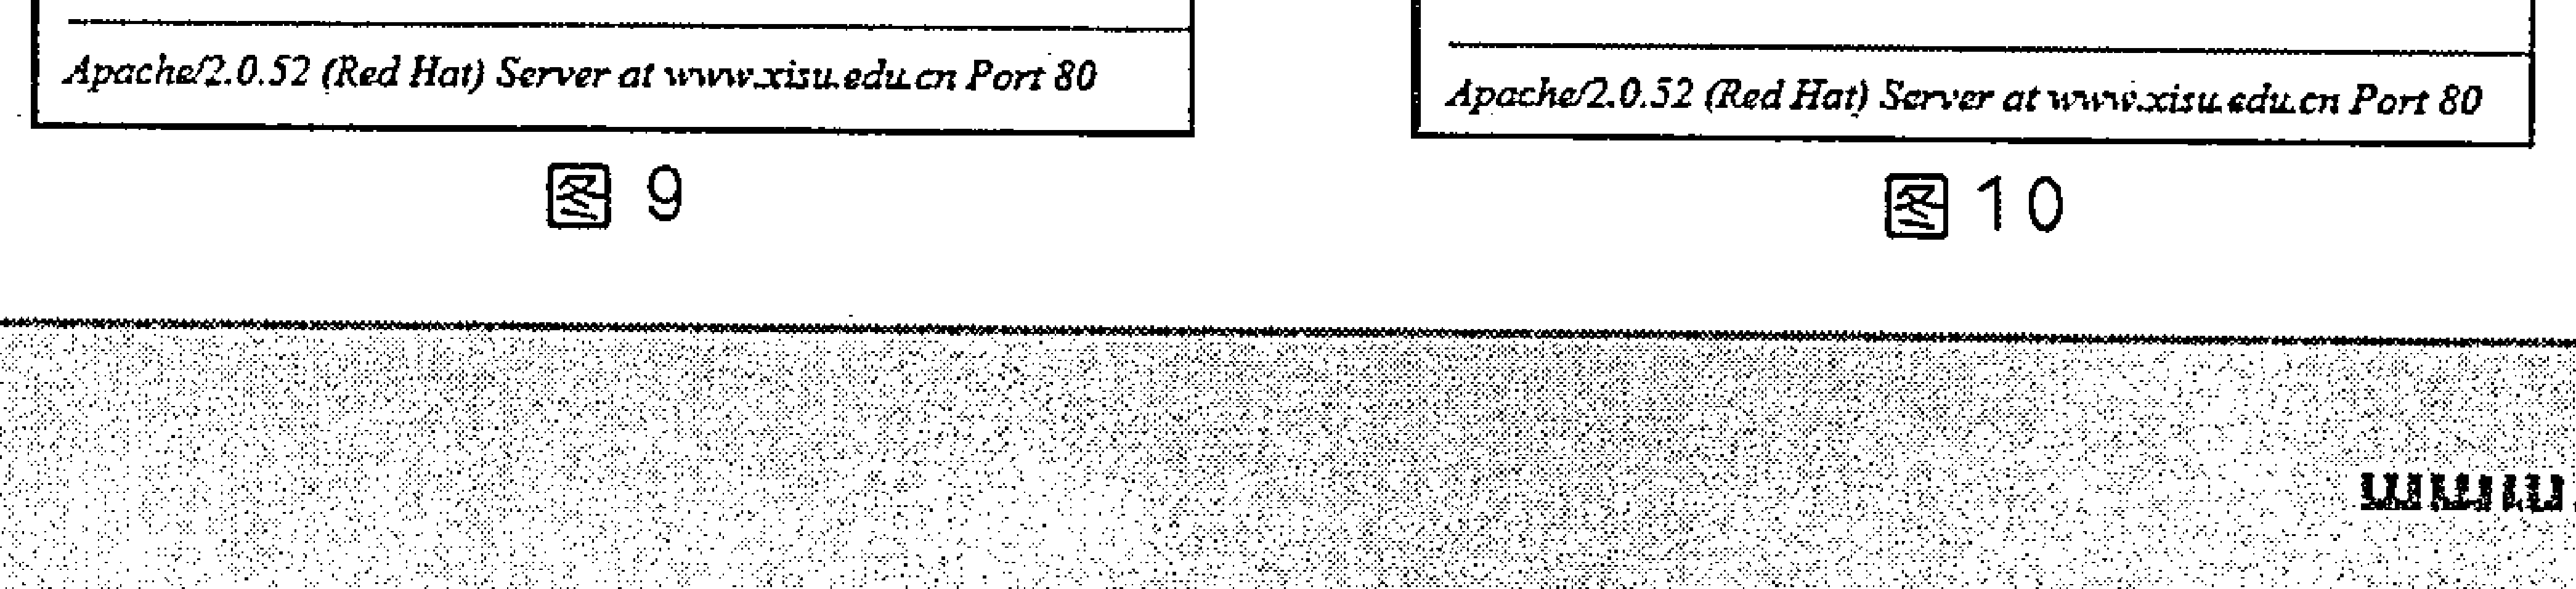 Apache/2.0.52 (Red Hat) Server at www.xisu.edu.cn Port 80
Apache/2.0.52 (Red Hat) Server at www.xisu.edu.cn Port 80
图 9
图 10
www.